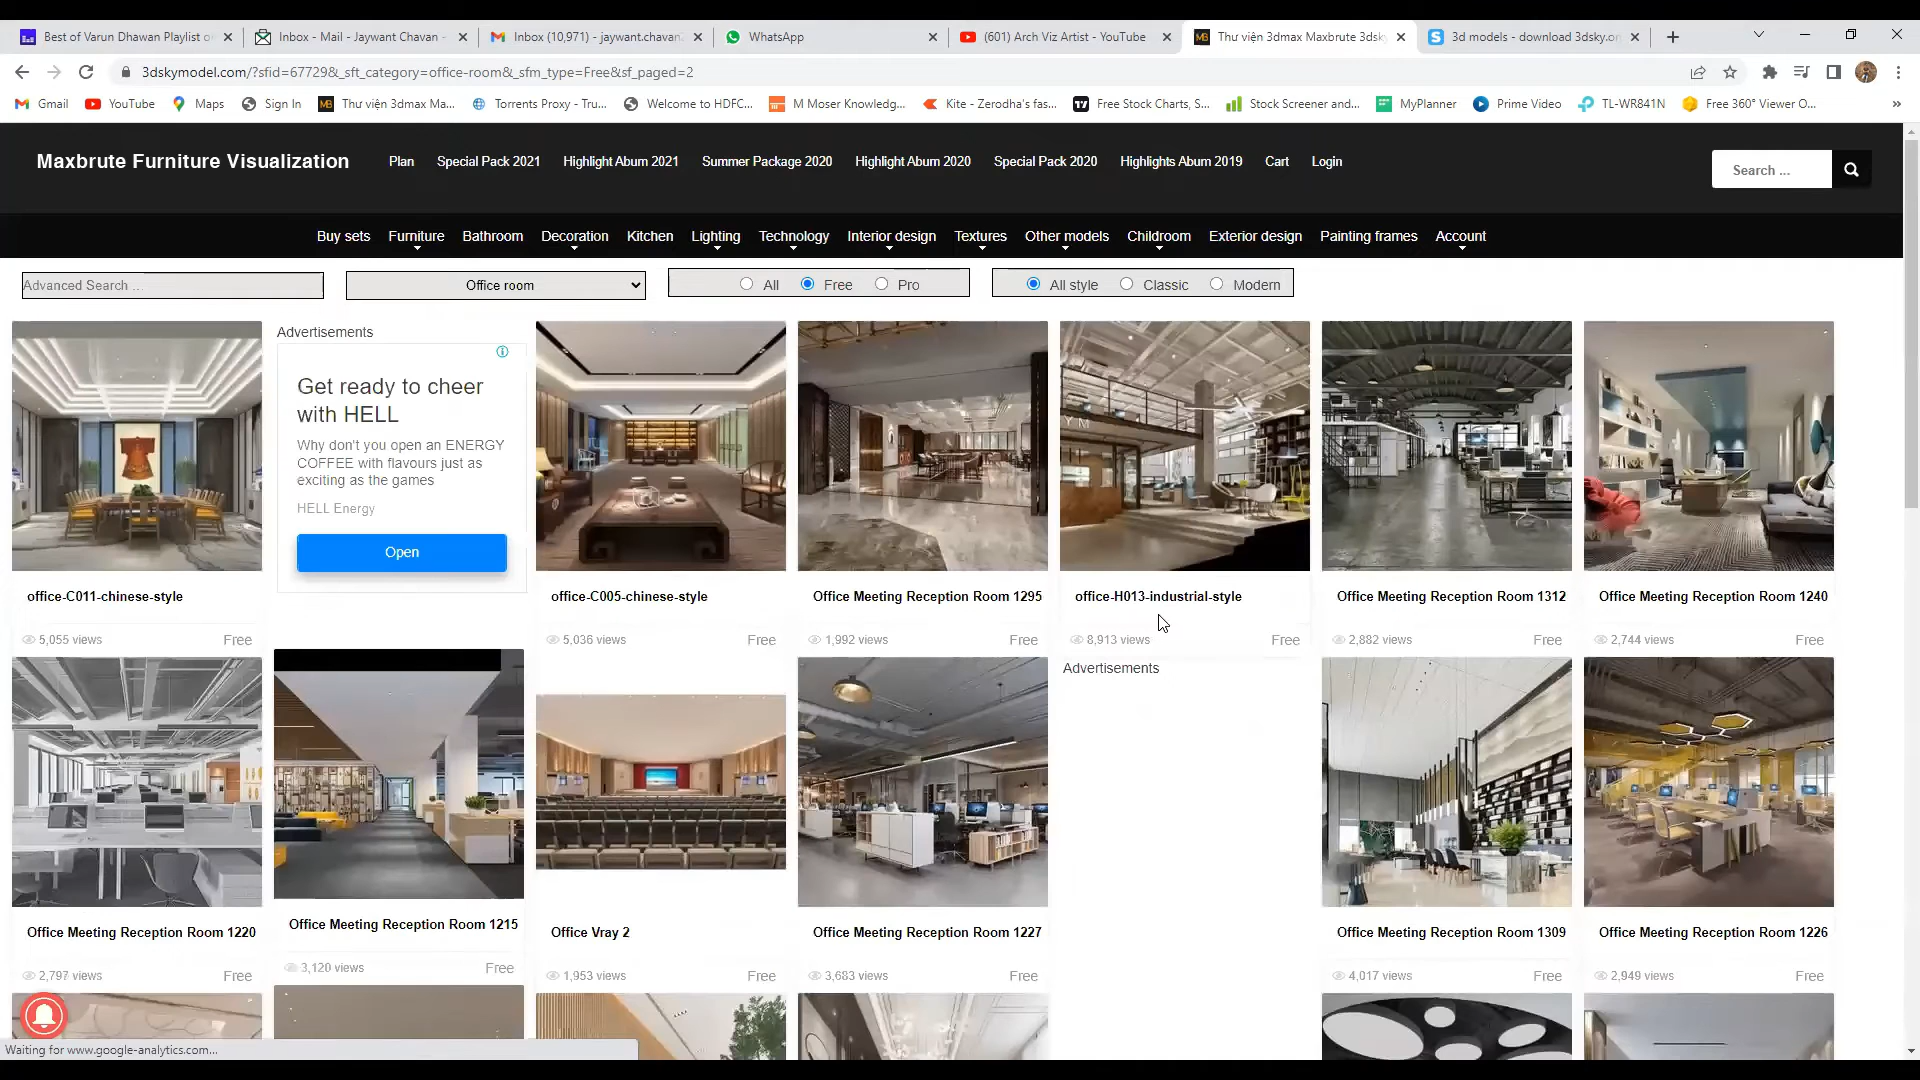 Best of Varun Dhawan Playlist o
Inbox - Mail - Jaywant Chavan -
Inbox (10,971) - jaywant.chavan
WhatsApp
(601) Arch Viz Artist - YouTube
Thư viện 3dmax Maxbrute 3dsky
3d models - download 3dsky.or
3dskymodel.com/?sfid=67729&_sft_category=office-room&_sfm_type=Free&sf_paged=2
Gmail
YouTube
Maps
Sign In
Thư viện 3dmax Ma...
Torrents Proxy - Tru...
Welcome to HDFC...
M Moser Knowledg...
Kite - Zerodha's fas...
Free Stock Charts, S...
Stock Screener and...
MyPlanner
Prime Video
TL-WR841N
Free 360° Viewer O...
Maxbrute Furniture Visualization
Plan
Special Pack 2021
Highlight Abum 2021
Summer Package 2020
Highlight Abum 2020
Special Pack 2020
Highlights Abum 2019
Cart
Login
Search ...
Buy sets
Furniture
Bathroom
Decoration
Kitchen
Lighting
Technology
Interior design
Textures
Other models
Childroom
Exterior design
Painting frames
Account
Advanced Search ...
Office room
All
Free
Pro
All style
Classic
Modern
Advertisements
Get ready to cheer
with HELL
Why don't you open an ENERGY
COFFEE with flavours just as
exciting as the games
HELL Energy
Open
office-C011-chinese-style
5,055 views
Free
office-C005-chinese-style
5,036 views
Free
Office Meeting Reception Room 1295
1,992 views
Free
office-H013-industrial-style
8,913 views
Free
Office Meeting Reception Room 1312
2,882 views
Free
Office Meeting Reception Room 1240
2,744 views
Free
Advertisements
Office Meeting Reception Room 1220
2,797 views
Free
Office Meeting Reception Room 1215
3,120 views
Free
Office Vray 2
1,953 views
Free
Office Meeting Reception Room 1227
3,683 views
Free
Office Meeting Reception Room 1309
4,017 views
Free
Office Meeting Reception Room 1226
2,949 views
Free
Waiting for www.google-analytics.com...